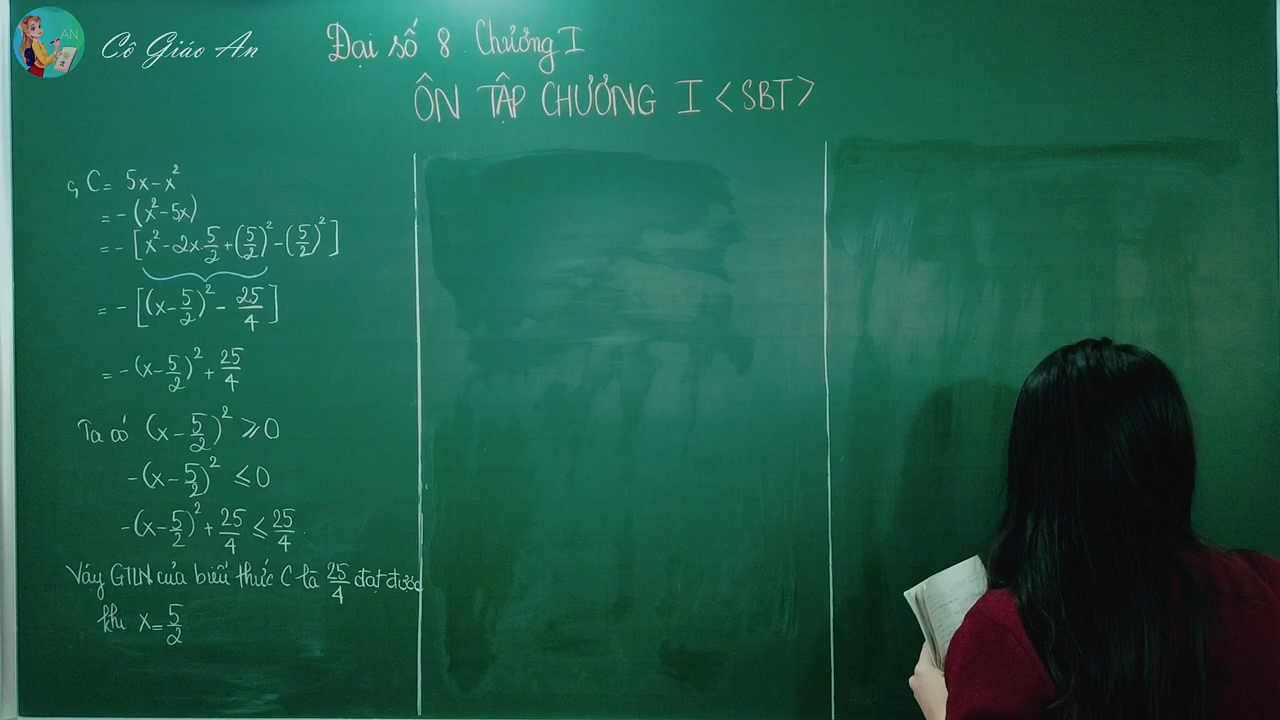 AN
Cô Giáo An
Đại số 8 Chương I
ÔN TẬP CHƯƠNG I <SBT>
c, C = 5x - x²
= - (x² - 5x)
= - [x² - 2x.5/2 + (5/2)² - (5/2)²]
= - [(x - 5/2)² - 25/4]
= - (x - 5/2)² + 25/4
Ta có (x - 5/2)² ≥ 0
- (x - 5/2)² ≤ 0
- (x - 5/2)² + 25/4 ≤ 25/4
Vậy GTLN của biểu thức C là 25/4 đạt được
khi x = 5/2